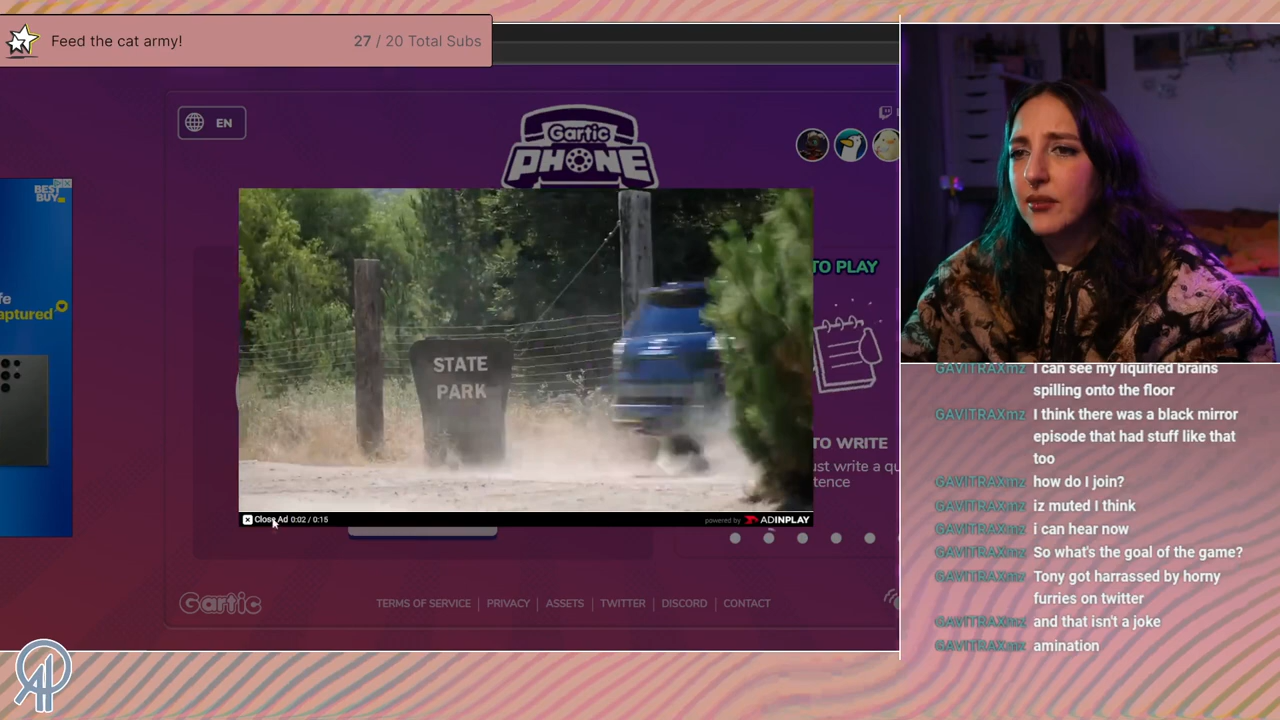 Feed the cat army!
27 / 20 Total Subs
EN
Gartic
PHONE
BEST
BUY
fe
aptured
STATE
PARK
TO PLAY
TO WRITE
ust write a qu
tence
Close Ad 0:02 / 0:15
powered by ADINPLAY
Gartic
TERMS OF SERVICE | PRIVACY | ASSETS | TWITTER | DISCORD | CONTACT
GAVITRAXmz I can see my liquified brains
spilling onto the floor
GAVITRAXmz I think there was a black mirror
episode that had stuff like that
too
GAVITRAXmz how do I join?
GAVITRAXmz iz muted I think
GAVITRAXmz i can hear now
GAVITRAXmz So what's the goal of the game?
GAVITRAXmz Tony got harrassed by horny
furries on twitter
GAVITRAXmz and that isn't a joke
GAVITRAXmz amination